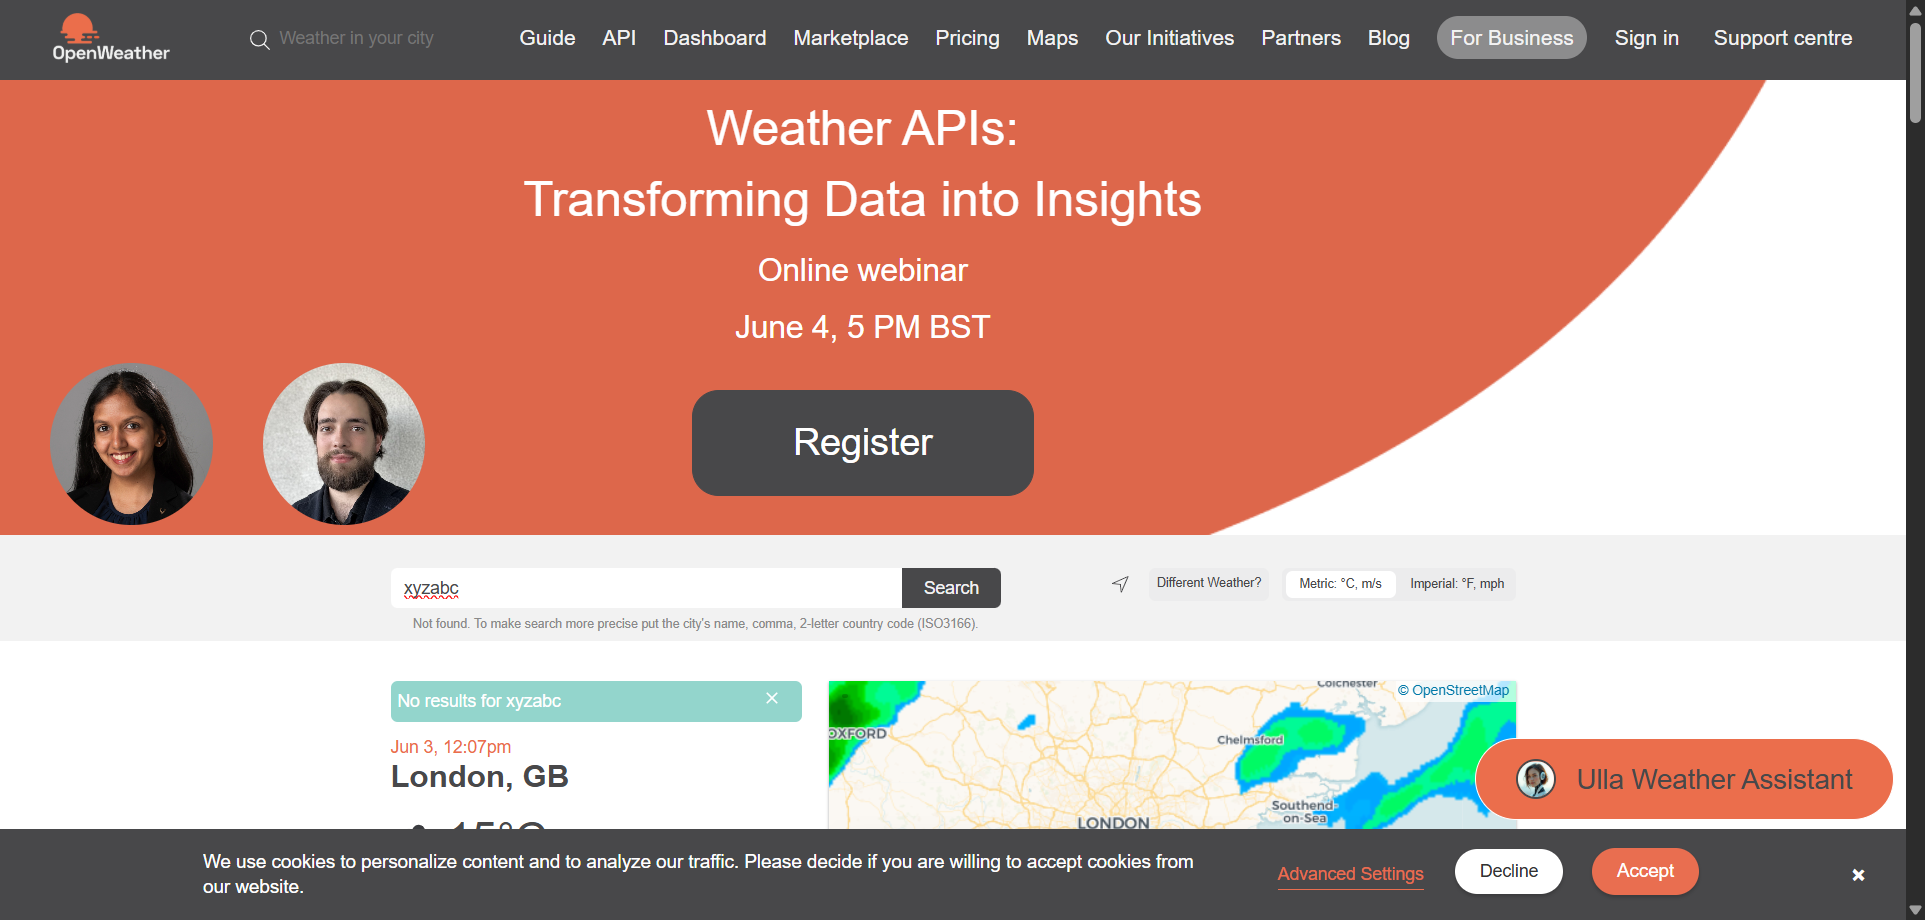 OpenWeather
Weather in your city
Guide
API
Dashboard
Marketplace
Pricing
Maps
Our Initiatives
Partners
Blog
For Business
Sign in
Support centre
Weather APIs:
Transforming Data into Insights
Online webinar
June 4, 5 PM BST
Register
xyzabc
Search
Different Weather?
Metric: °C, m/s
Imperial: °F, mph
Not found. To make search more precise put the city's name, comma, 2-letter country code (ISO3166).
No results for xyzabc
Jun 3, 12:07pm
London, GB
Colchester
© OpenStreetMap
OXFORD
Chelmsford
Southend-
on-Sea
LONDON
Ulla Weather Assistant
We use cookies to personalize content and to analyze our traffic. Please decide if you are willing to accept cookies from
our website.
Advanced Settings
Decline
Accept